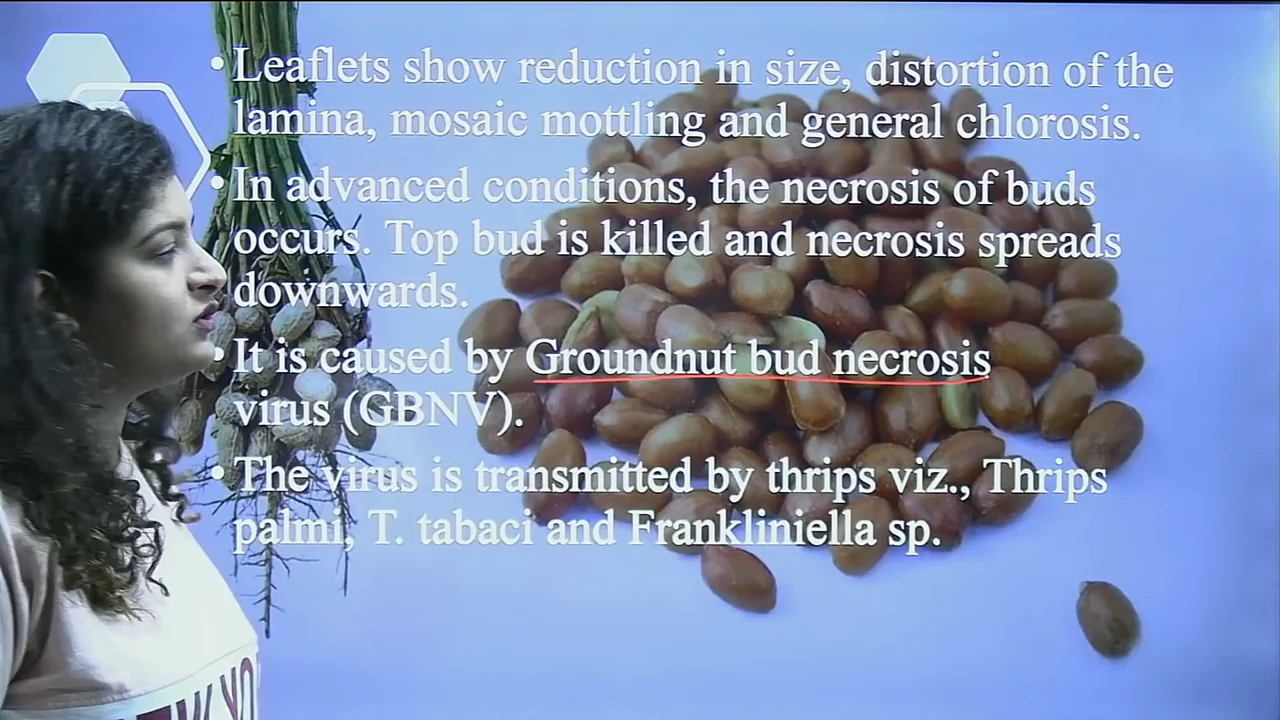 • Leaflets show reduction in size, distortion of the
lamina, mosaic mottling and general chlorosis.
• In advanced conditions, the necrosis of buds
occurs. Top bud is killed and necrosis spreads
downwards.
• It is caused by Groundnut bud necrosis
virus (GBNV).
• The virus is transmitted by thrips viz., Thrips
palmi, T. tabaci and Frankliniella sp.